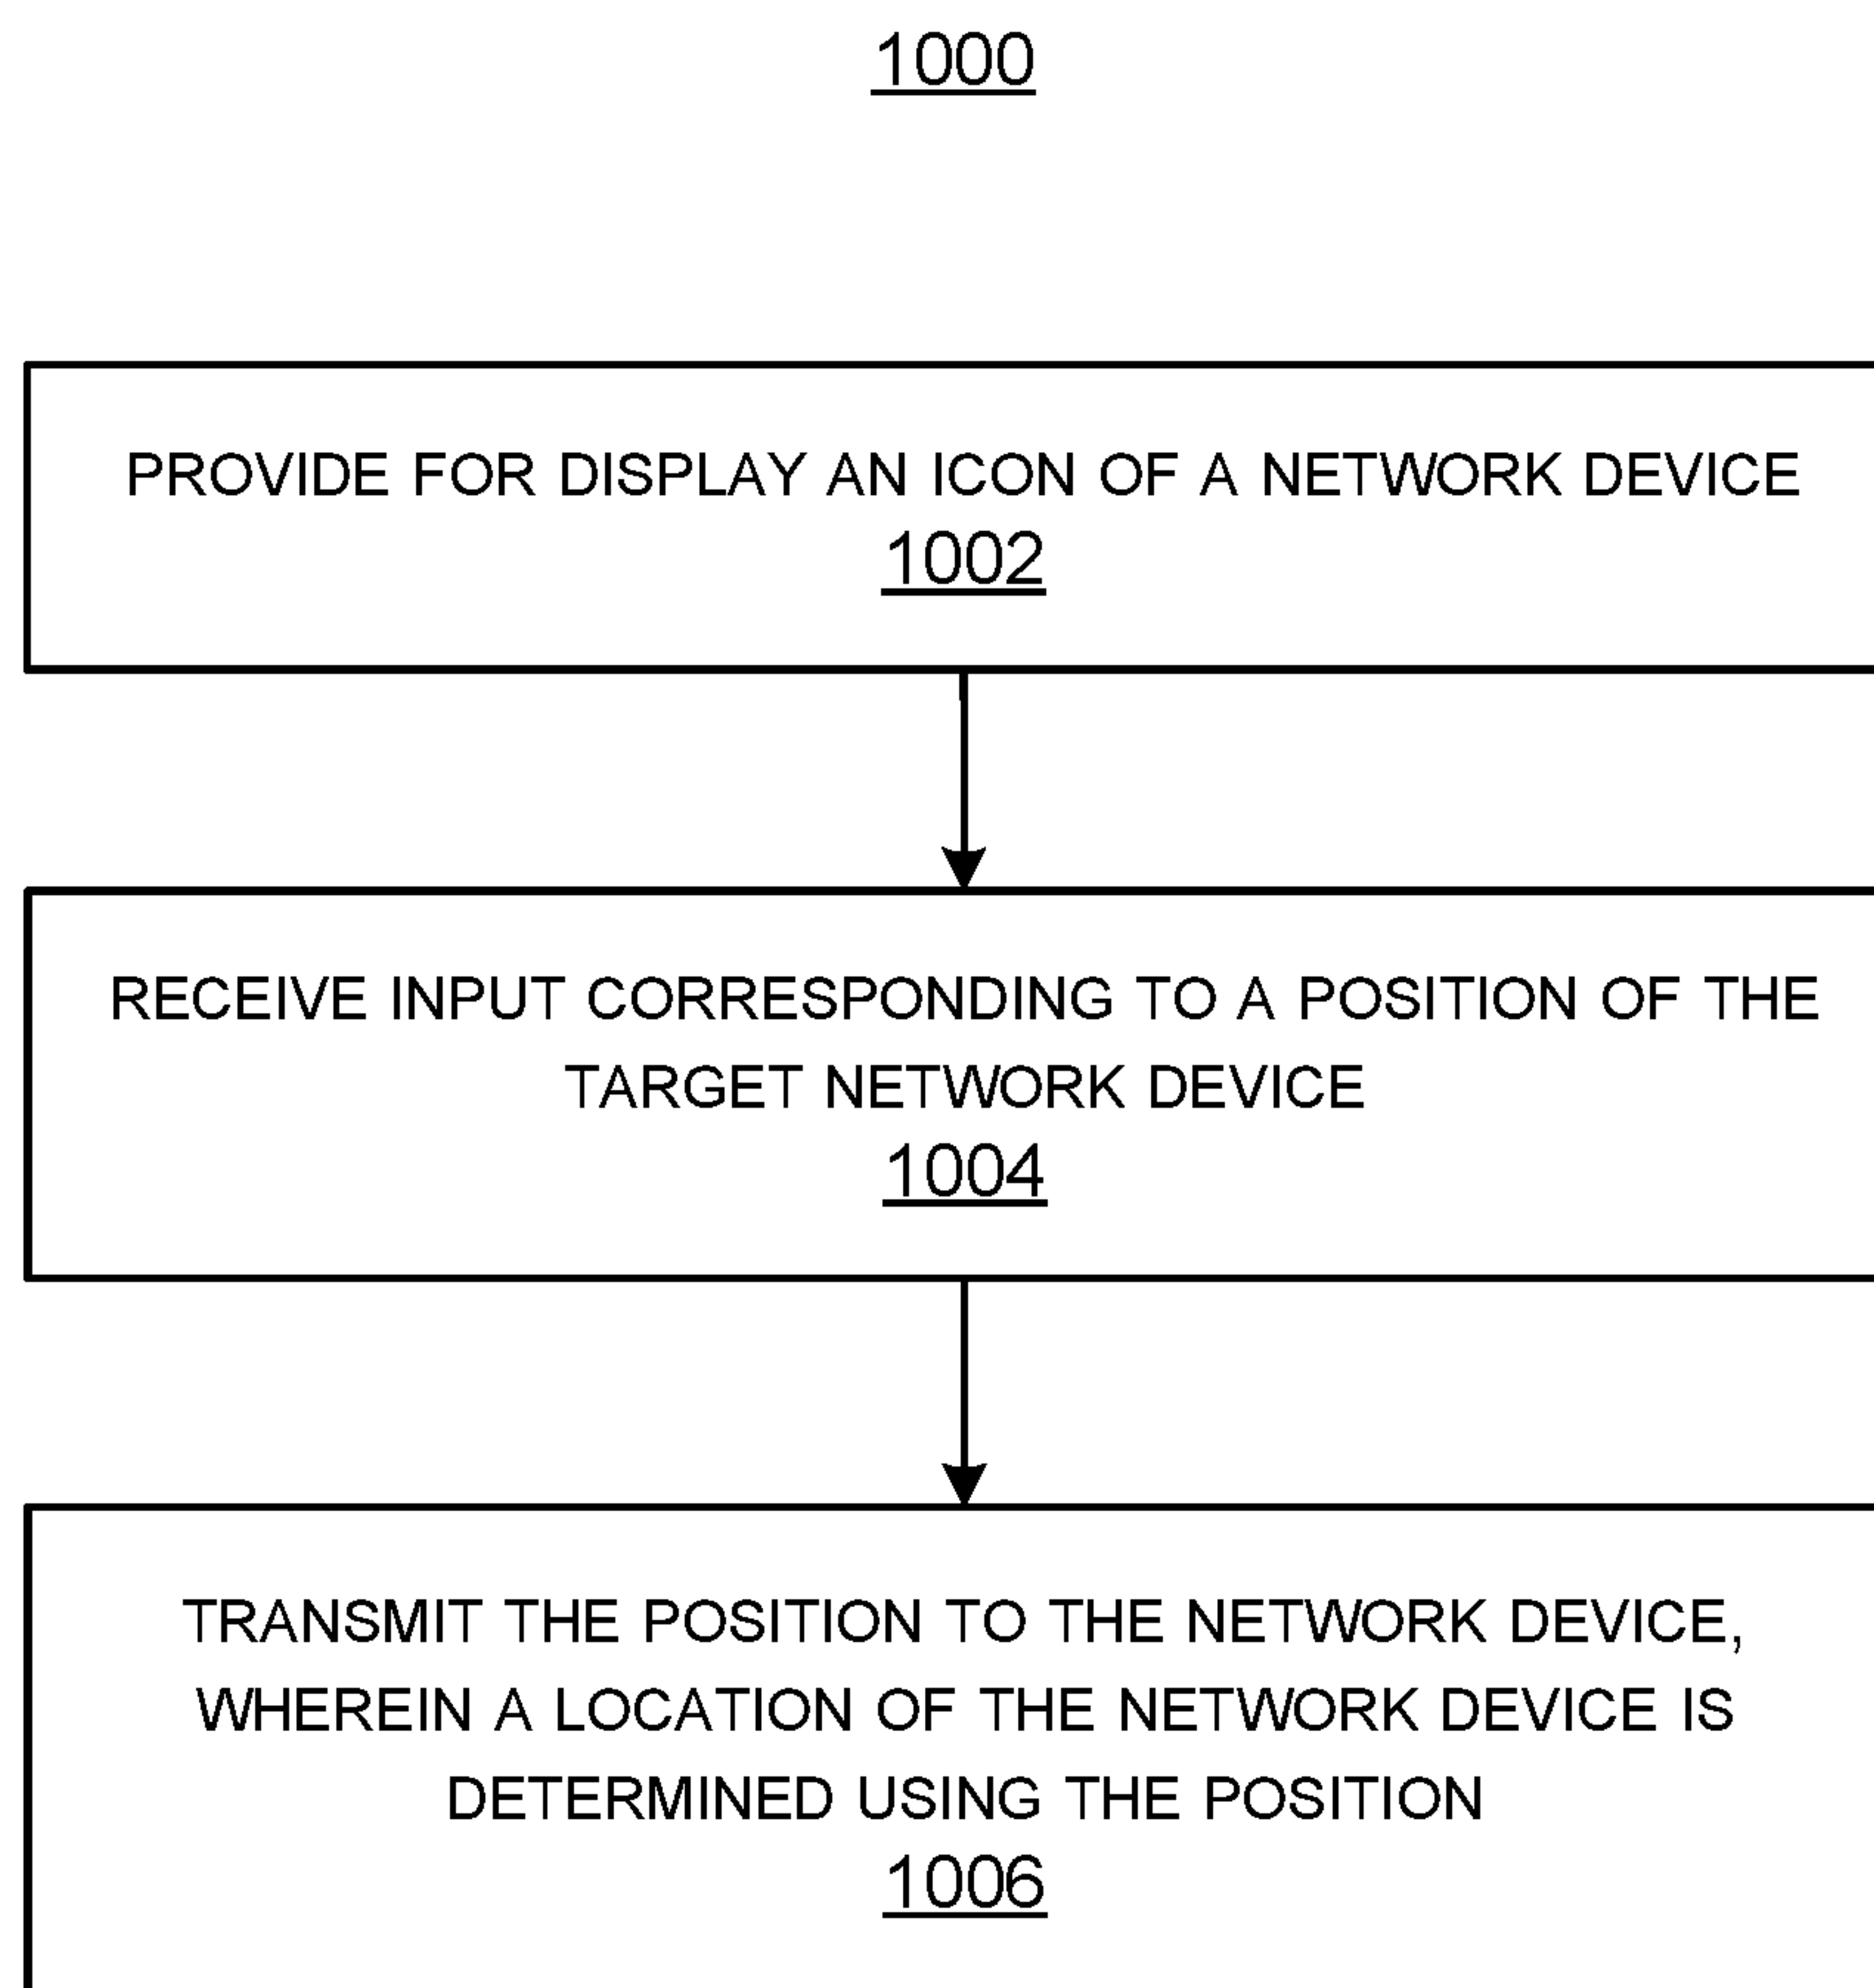 1000
PROVIDE FOR DISPLAY AN ICON OF A NETWORK DEVICE
1002
RECEIVE INPUT CORRESPONDING TO A POSITION OF THE
TARGET NETWORK DEVICE
1004
TRANSMIT THE POSITION TO THE NETWORK DEVICE,
WHEREIN A LOCATION OF THE NETWORK DEVICE IS
DETERMINED USING THE POSITION
1006